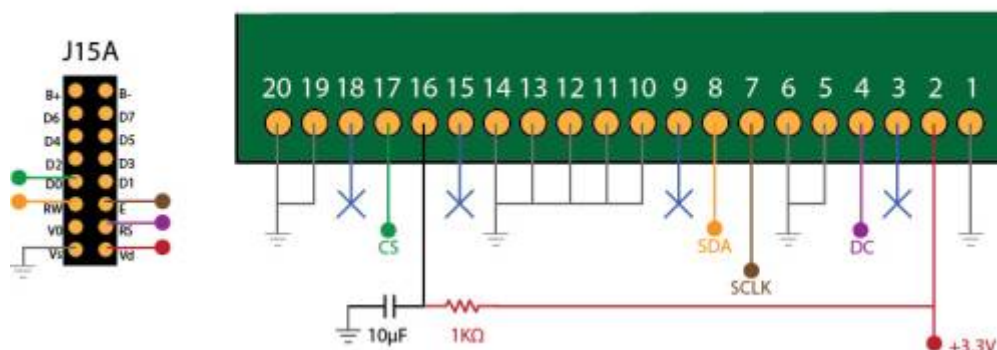 J15A
B+ B-
D6 D7
D4 D5
D2 D3
D0 D1
RW E
V0 RS
Vs Vd
20 19 18 17 16 15 14 13 12 11 10 9 8 7 6 5 4 3 2 1
CS SDA DC
SCLK
10μF 1KΩ +3.3V